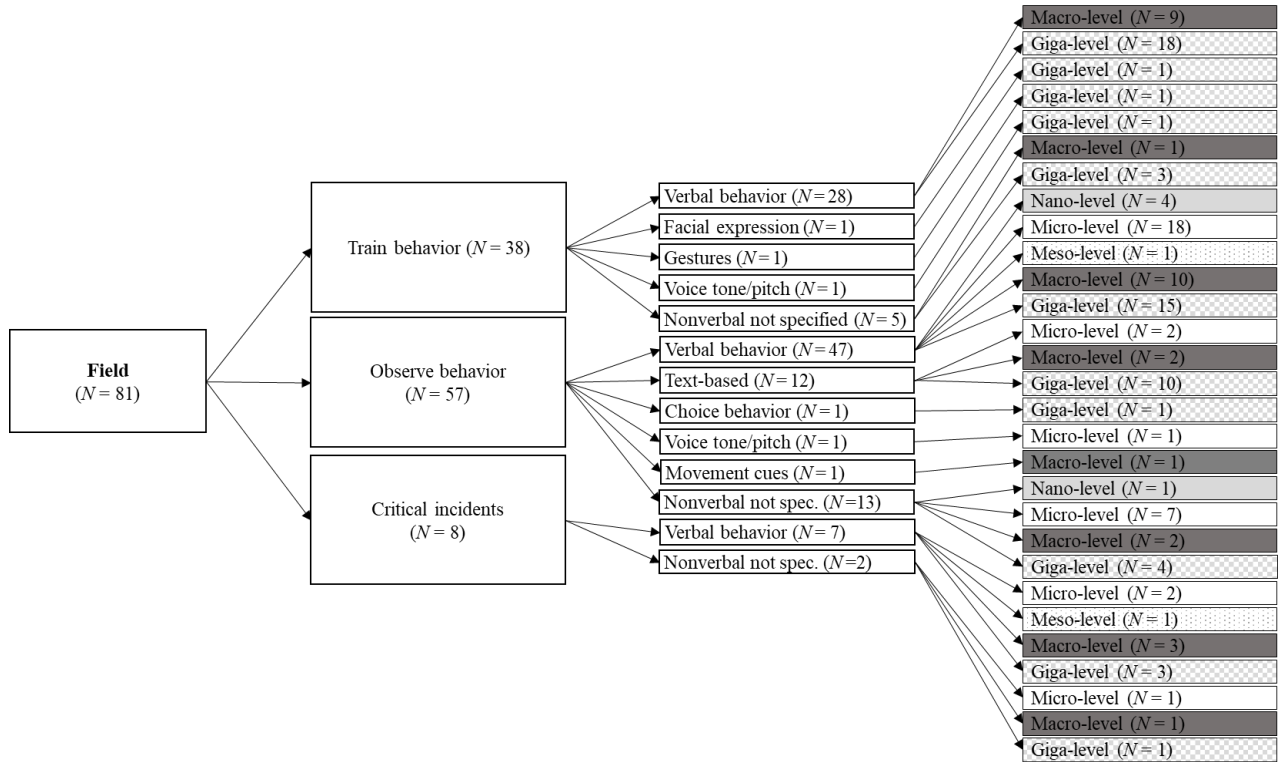 Field
(N = 81)
Train behavior (N = 38)
Observe behavior
(N = 57)
Critical incidents
(N = 8)
Verbal behavior (N = 28)
Facial expression (N = 1)
Gestures (N = 1)
Voice tone/pitch (N = 1)
Nonverbal not specified (N = 5)
Verbal behavior (N = 47)
Text-based (N = 12)
Choice behavior (N = 1)
Voice tone/pitch (N = 1)
Movement cues (N = 1)
Nonverbal not spec. (N=13)
Verbal behavior (N = 7)
Nonverbal not spec. (N=2)
Macro-level (N = 9)
Giga-level (N = 18)
Giga-level (N = 1)
Giga-level (N = 1)
Giga-level (N = 1)
Macro-level (N = 1)
Giga-level (N = 3)
Nano-level (N = 4)
Micro-level (N = 18)
Meso-level (N = 1)
Macro-level (N = 10)
Giga-level (N = 15)
Micro-level (N = 2)
Macro-level (N = 2)
Giga-level (N = 10)
Giga-level (N = 1)
Micro-level (N = 1)
Macro-level (N = 1)
Nano-level (N = 1)
Micro-level (N = 7)
Macro-level (N = 2)
Giga-level (N = 4)
Micro-level (N = 2)
Meso-level (N = 1)
Macro-level (N = 3)
Giga-level (N = 3)
Micro-level (N = 1)
Macro-level (N = 1)
Giga-level (N = 1)